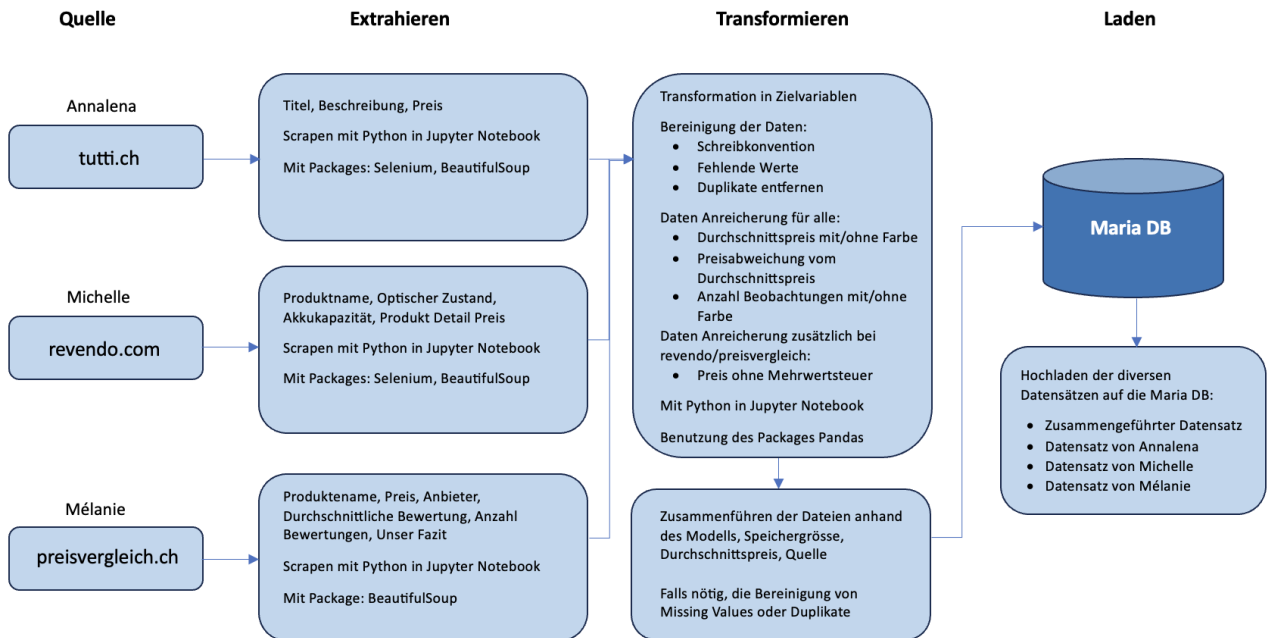 Quelle
Extrahieren
Transformieren
Laden
Annalena
tutti.ch
Titel, Beschreibung, Preis
Scrapen mit Python in Jupyter Notebook
Mit Packages: Selenium, BeautifulSoup
Michelle
revendo.com
Produktname, Optischer Zustand,
Akkukapazität, Produkt Detail Preis
Scrapen mit Python in Jupyter Notebook
Mit Packages: Selenium, BeautifulSoup
Mélanie
preisvergleich.ch
Produktename, Preis, Anbieter,
Durchschnittliche Bewertung, Anzahl
Bewertungen, Unser Fazit
Scrapen mit Python in Jupyter Notebook
Mit Package: BeautifulSoup
Transformation in Zielvariablen
Bereinigung der Daten:
• Schreibkonvention
• Fehlende Werte
• Duplikate entfernen
Daten Anreicherung für alle:
• Durchschnittspreis mit/ohne Farbe
• Preisabweichung vom
Durchschnittspreis
• Anzahl Beobachtungen mit/ohne
Farbe
Daten Anreicherung zusätzlich bei
revendo/preisvergleich:
• Preis ohne Mehrwertsteuer
Mit Python in Jupyter Notebook
Benutzung des Packages Pandas
Zusammenführen der Dateien anhand
des Modells, Speichergrösse,
Durchschnittspreis, Quelle
Falls nötig, die Bereinigung von
Missing Values oder Duplikate
Maria DB
Hochladen der diversen
Datensätzen auf die Maria DB:
• Zusammengeführter Datensatz
• Datensatz von Annalena
• Datensatz von Michelle
• Datensatz von Mélanie